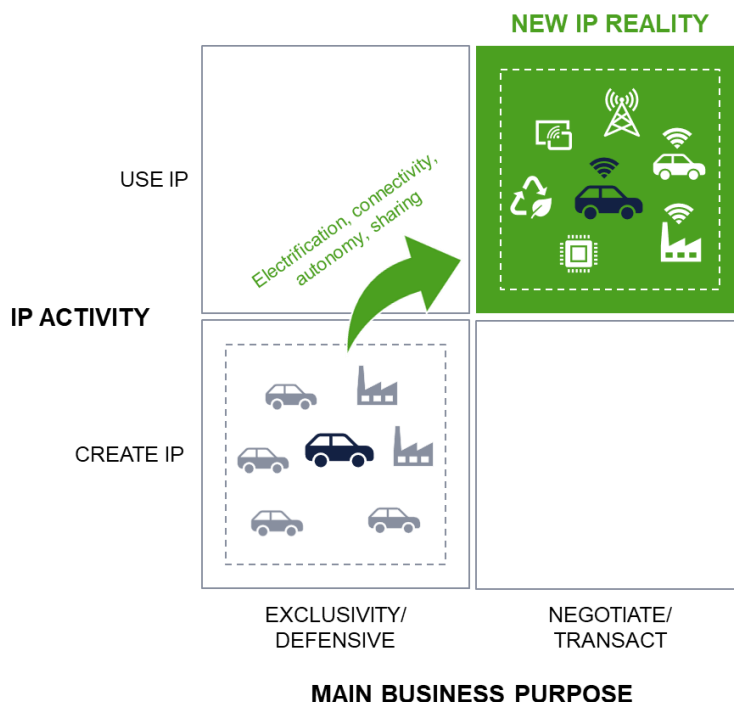 NEW IP REALITY
USE IP
Electrification, connectivity,
autonomy, sharing
IP ACTIVITY
CREATE IP
EXCLUSIVITY/
DEFENSIVE
NEGOTIATE/
TRANSACT
MAIN BUSINESS PURPOSE